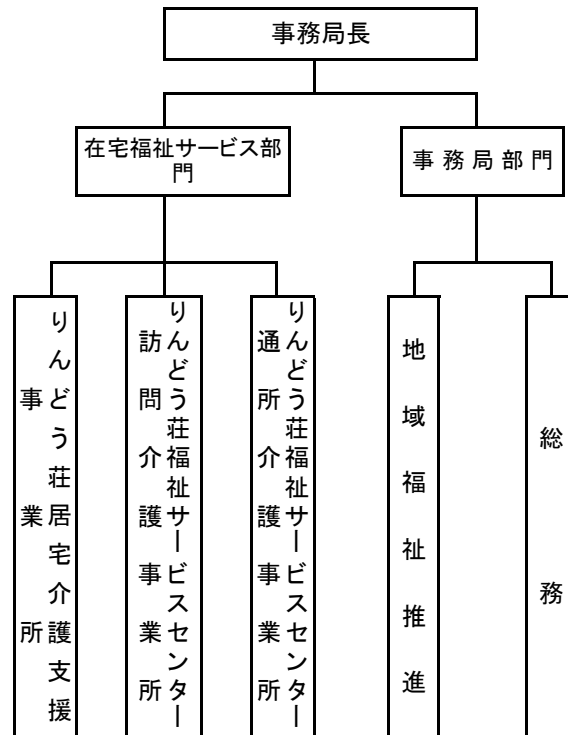 事務局長
在宅福祉サービス部
門
事務局部門
りんどう荘居宅介護支援
事業所
りんどう荘福祉サービスセンター
訪問介護事業所
りんどう荘福祉サービスセンター
通所介護事業所
地域福祉推進
総務